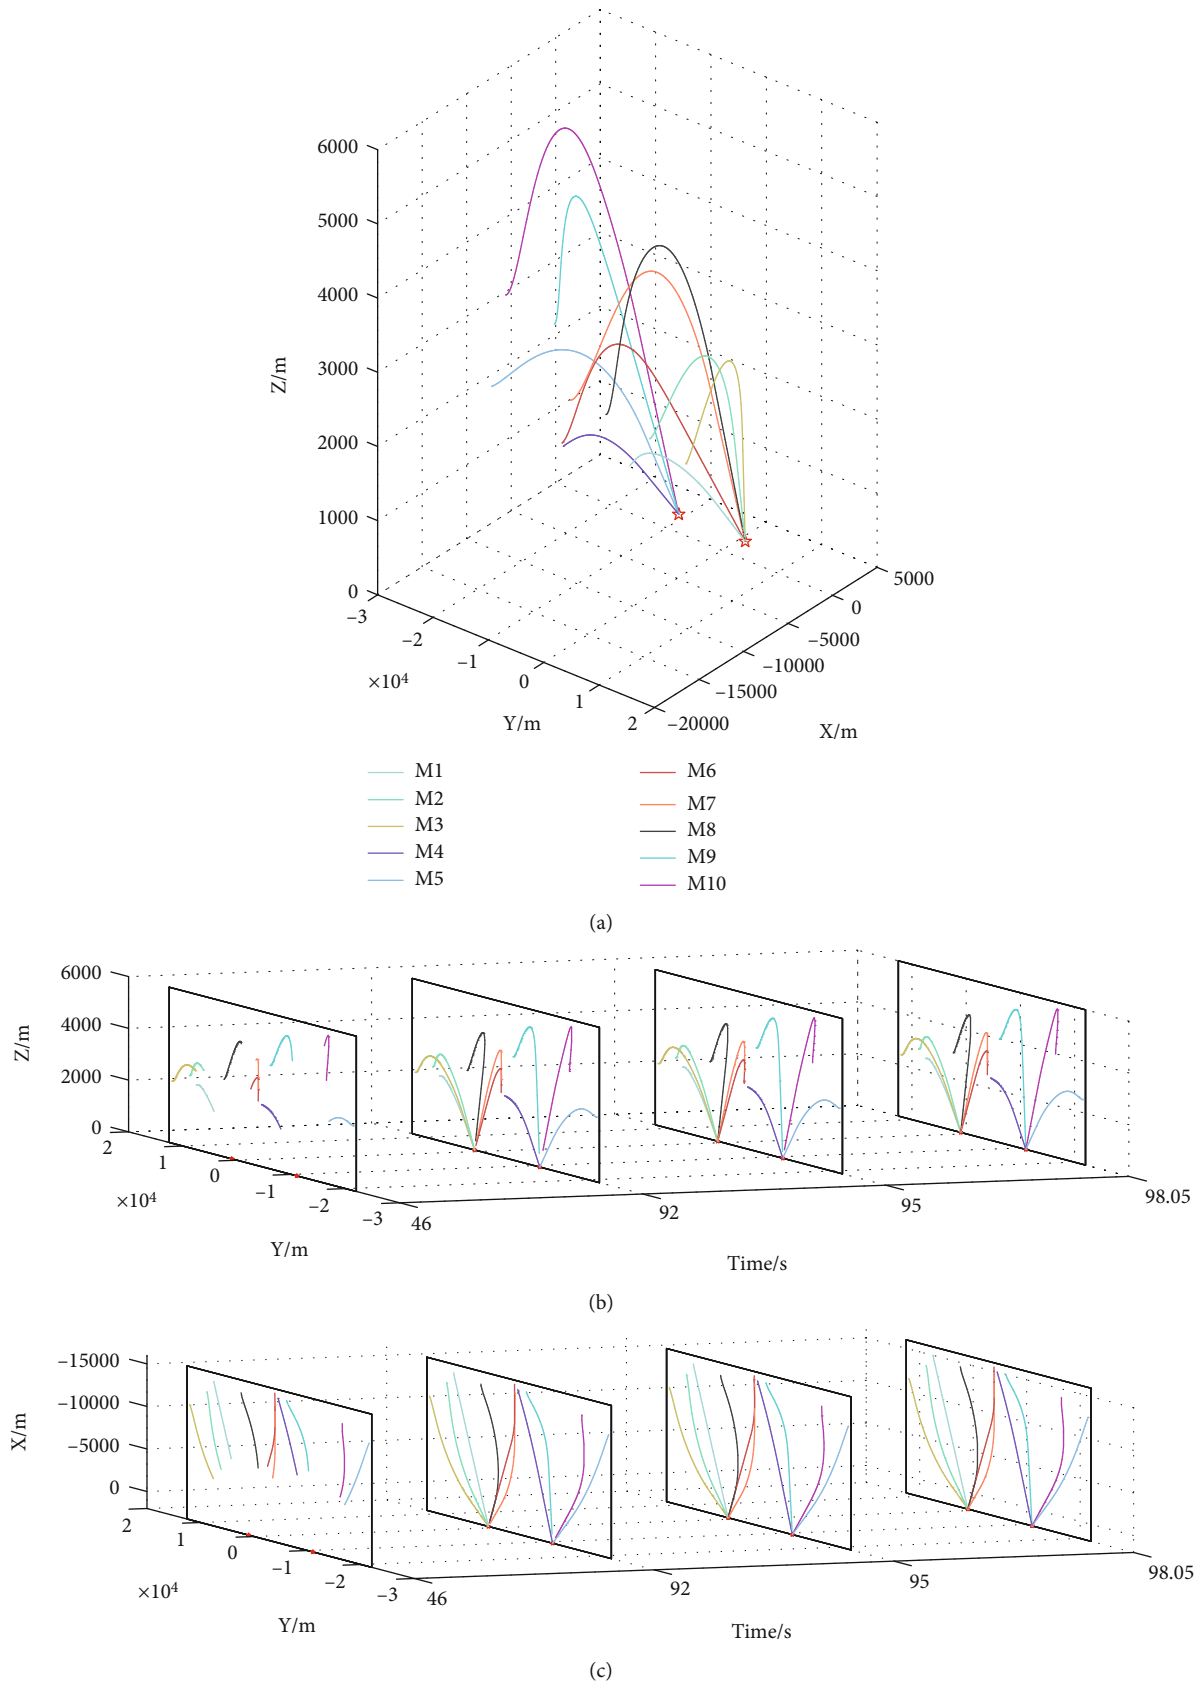 6000
5000
4000
3000
2000
1000
0
Z/m
−3
−2
−1
0
1
2
×10⁴
Y/m
5000
0
−5000
−10000
−15000
−20000
X/m
M1
M2
M3
M4
M5
M6
M7
M8
M9
M10
(a)
6000
4000
2000
0
Z/m
2
1
0
−1
−2
−3
×10⁴
Y/m
46
92
95
98.05
Time/s
(b)
−15000
−10000
−5000
0
X/m
2
1
0
−1
−2
−3
×10⁴
Y/m
46
92
95
98.05
Time/s
(c)